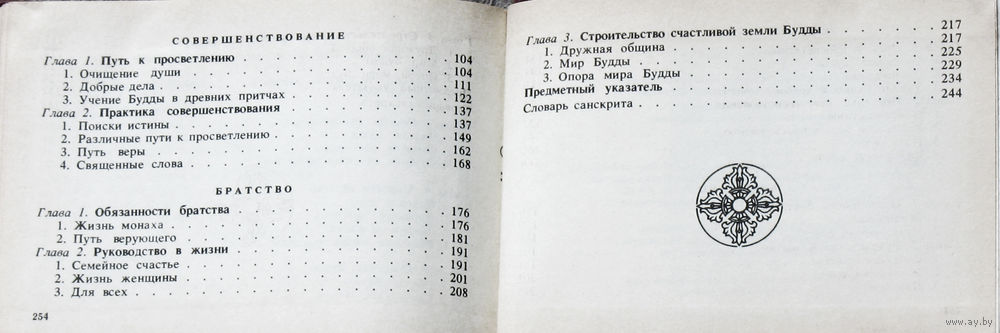 СОВЕРШЕНСТВОВАНИЕ
Глава 1. Путь к просветлению . . . . . . . . . . 104
1. Очищение души . . . . . . . . . . 104
2. Добрые дела . . . . . . . . . . 111
3. Учение Будды в древних притчах . . . . . . . . . . 122
Глава 2. Практика совершенствования . . . . . . . . . . 137
1. Поиски истины . . . . . . . . . . 137
2. Различные пути к просветлению . . . . . . . . . . 149
3. Путь веры . . . . . . . . . . 162
4. Священные слова . . . . . . . . . . 168
БРАТСТВО
Глава 1. Обязанности братства . . . . . . . . . . 176
1. Жизнь монаха . . . . . . . . . . 176
2. Путь верующего . . . . . . . . . . 181
Глава 2. Руководство в жизни . . . . . . . . . . 191
1. Семейное счастье . . . . . . . . . . 191
2. Жизнь женщины . . . . . . . . . . 201
3. Для всех . . . . . . . . . . 208
254
Глава 3. Строительство счастливой земли Будды . . . . . . . . . . 217
1. Дружная община . . . . . . . . . . 217
2. Мир Будды . . . . . . . . . . 225
3. Опора мира Будды . . . . . . . . . . 229
Предметный указатель . . . . . . . . . . 234
Словарь санскрита . . . . . . . . . . 244
www.ay.by